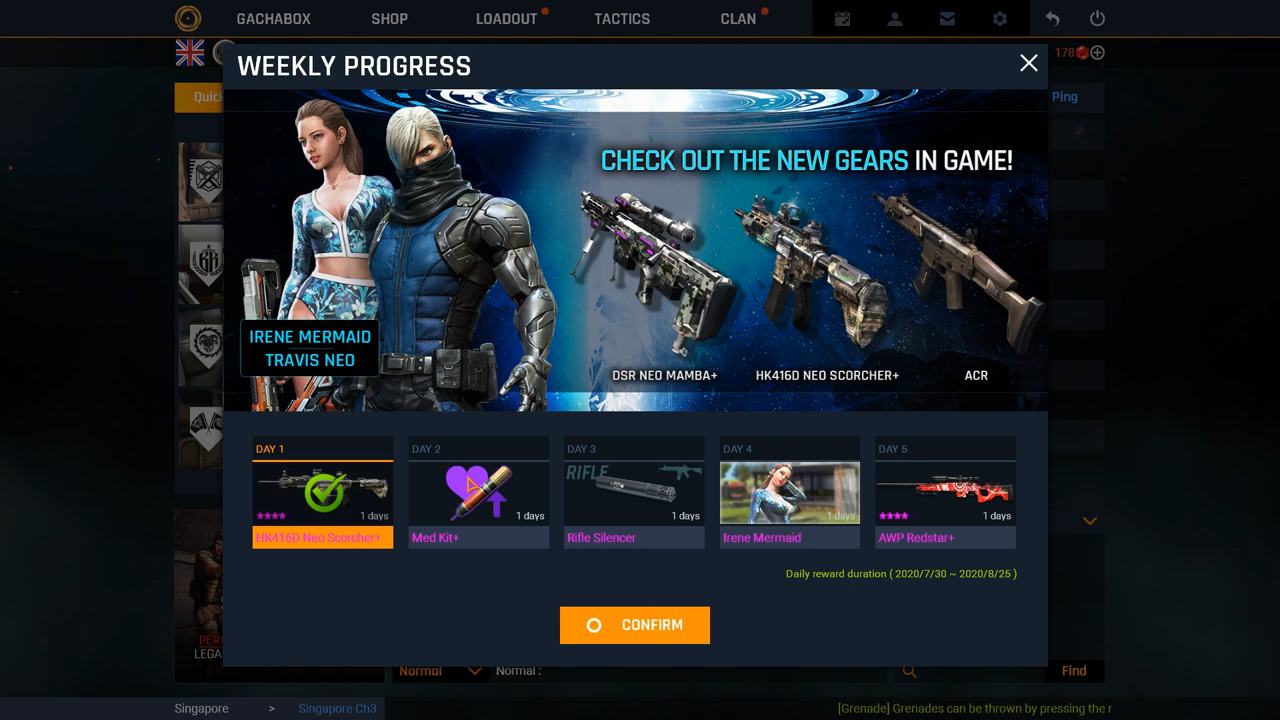 GACHABOX
SHOP
LOADOUT
TACTICS
CLAN
178
WEEKLY PROGRESS
Ping
CHECK OUT THE NEW GEARS IN GAME!
IRENE MERMAID
TRAVIS NEO
DSR NEO MAMBA+
HK416D NEO SCORCHER+
ACR
DAY 1
1 days
HK416D Neo Scorcher+
DAY 2
1 days
Med Kit+
DAY 3
RIFLE
1 days
Rifle Silencer
DAY 4
1 days
Irene Mermaid
DAY 5
1 days
AWP Redstar+
Daily reward duration ( 2020/7/30 ~ 2020/8/25 )
CONFIRM
Normal
Normal :
Find
Singapore > Singapore Ch3
[Grenade] Grenades can be thrown by pressing the r